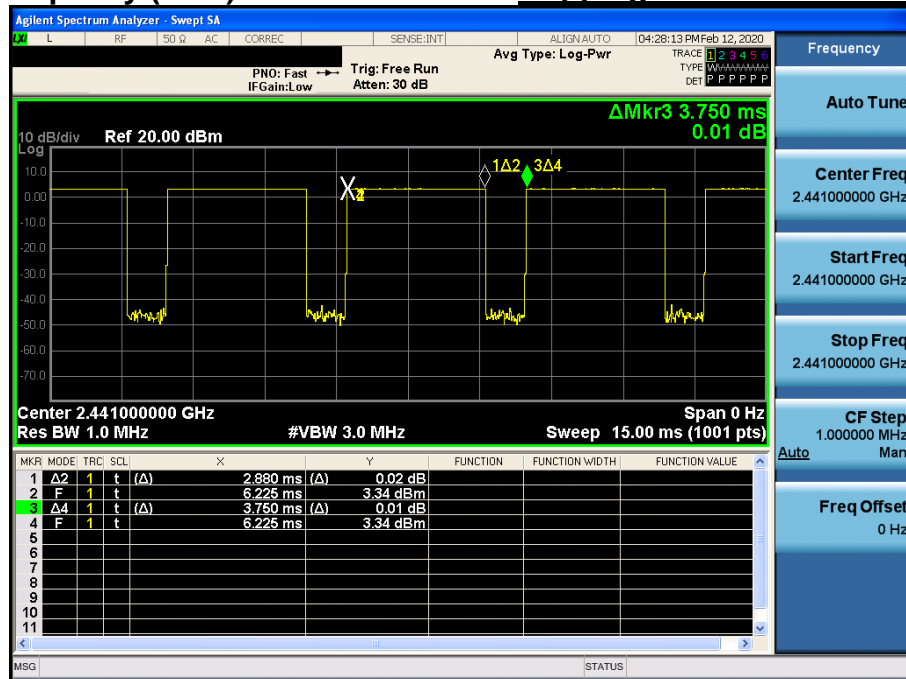 Agilent Spectrum Analyzer - Swept SA
LXI L RF 50 Ω AC CORREC SENSE:INT ALIGN AUTO 04:28:13 PM Feb 12, 2020
Avg Type: Log-Pwr TRACE 1 2 3 4 5 6
PNO: Fast Trig: Free Run TYPE WWWWWW
IFGain:Low Atten: 30 dB DET P P P P P P
ΔMkr3 3.750 ms
10 dB/div Ref 20.00 dBm 0.01 dB
Log
10.0
0.00
-10.0
-20.0
-30.0
-40.0
-50.0
-60.0
-70.0
1Δ2 3Δ4
X
Center 2.441000000 GHz Span 0 Hz
Res BW 1.0 MHz #VBW 3.0 MHz Sweep 15.00 ms (1001 pts)
MKR MODE TRC SCL X Y FUNCTION FUNCTION WIDTH FUNCTION VALUE
1 Δ2 1 t (Δ) 2.880 ms (Δ) 0.02 dB
2 F 1 t 6.225 ms 3.34 dBm
3 Δ4 1 t (Δ) 3.750 ms (Δ) 0.01 dB
4 F 1 t 6.225 ms 3.34 dBm
5
6
7
8
9
10
11
MSG STATUS
Frequency
Auto Tune
Center Freq
2.441000000 GHz
Start Freq
2.441000000 GHz
Stop Freq
2.441000000 GHz
CF Step
1.000000 MHz
Auto Man
Freq Offset
0 Hz